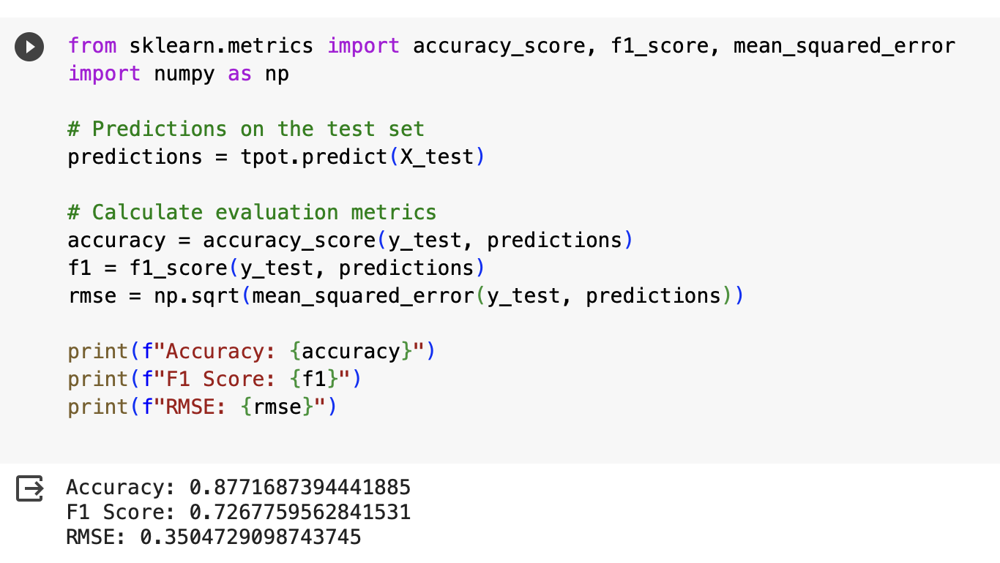 from sklearn.metrics import accuracy_score, f1_score, mean_squared_error
import numpy as np
# Predictions on the test set
predictions = tpot.predict(X_test)
# Calculate evaluation metrics
accuracy = accuracy_score(y_test, predictions)
f1 = f1_score(y_test, predictions)
rmse = np.sqrt(mean_squared_error(y_test, predictions))
print(f"Accuracy: {accuracy}")
print(f"F1 Score: {f1}")
print(f"RMSE: {rmse}")
Accuracy: 0.8771687394441885
F1 Score: 0.7267759562841531
RMSE: 0.3504729098743745